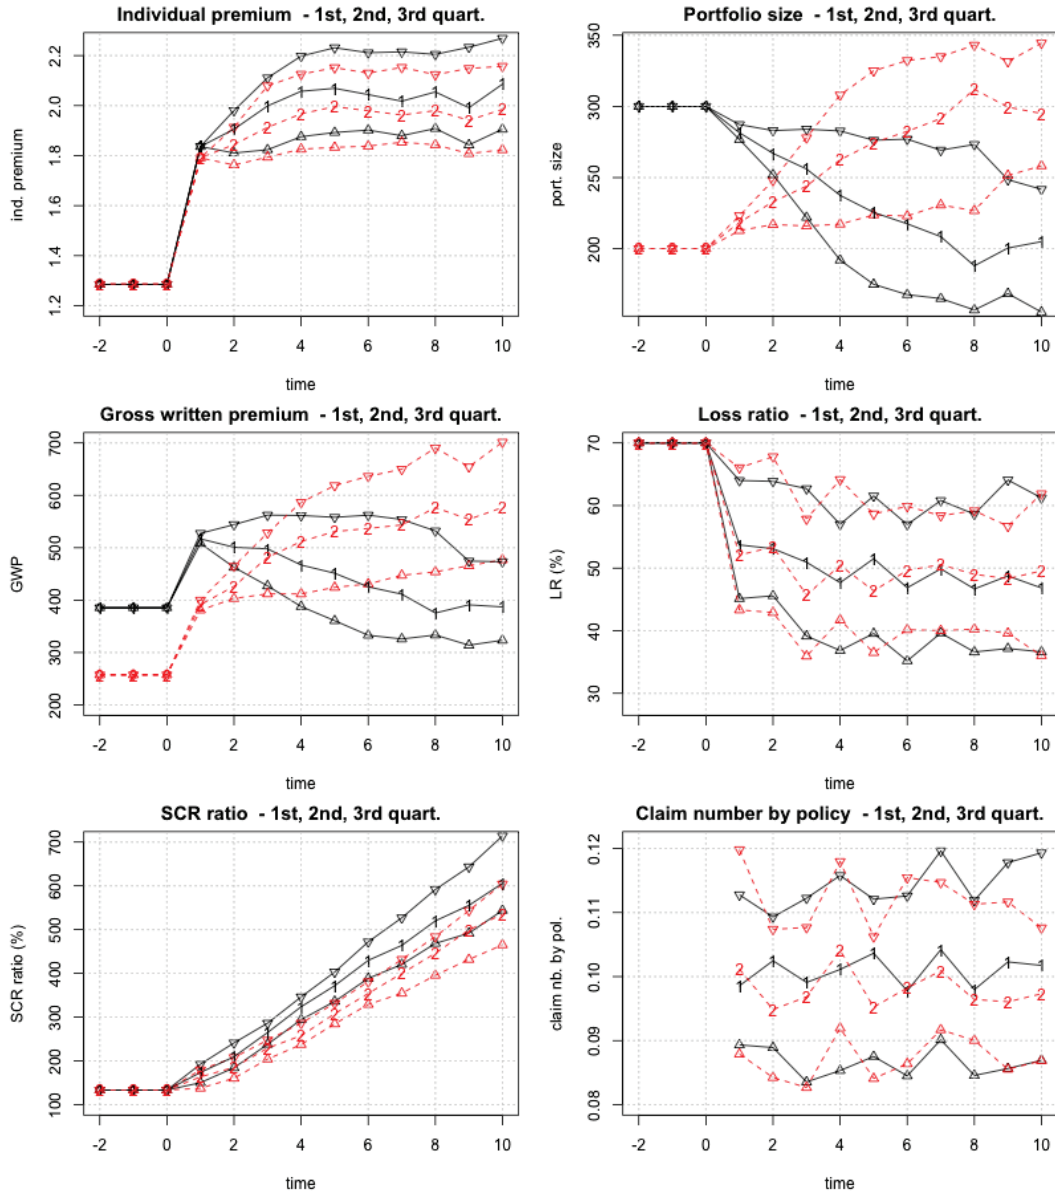 Individual premium - 1st, 2nd, 3rd quart.
ind. premium
2.2
2.0
1.8
1.6
1.4
1.2
-2 0 2 4 6 8 10
time
Portfolio size - 1st, 2nd, 3rd quart.
port. size
350
300
250
200
-2 0 2 4 6 8 10
time
Gross written premium - 1st, 2nd, 3rd quart.
GWP
700
600
500
400
300
200
-2 0 2 4 6 8 10
time
Loss ratio - 1st, 2nd, 3rd quart.
LR (%)
70
60
50
40
30
-2 0 2 4 6 8 10
time
SCR ratio - 1st, 2nd, 3rd quart.
SCR ratio (%)
700
600
500
400
300
200
100
-2 0 2 4 6 8 10
time
Claim number by policy - 1st, 2nd, 3rd quart.
claim nb. by pol.
0.12
0.11
0.10
0.09
0.08
-2 0 2 4 6 8 10
time